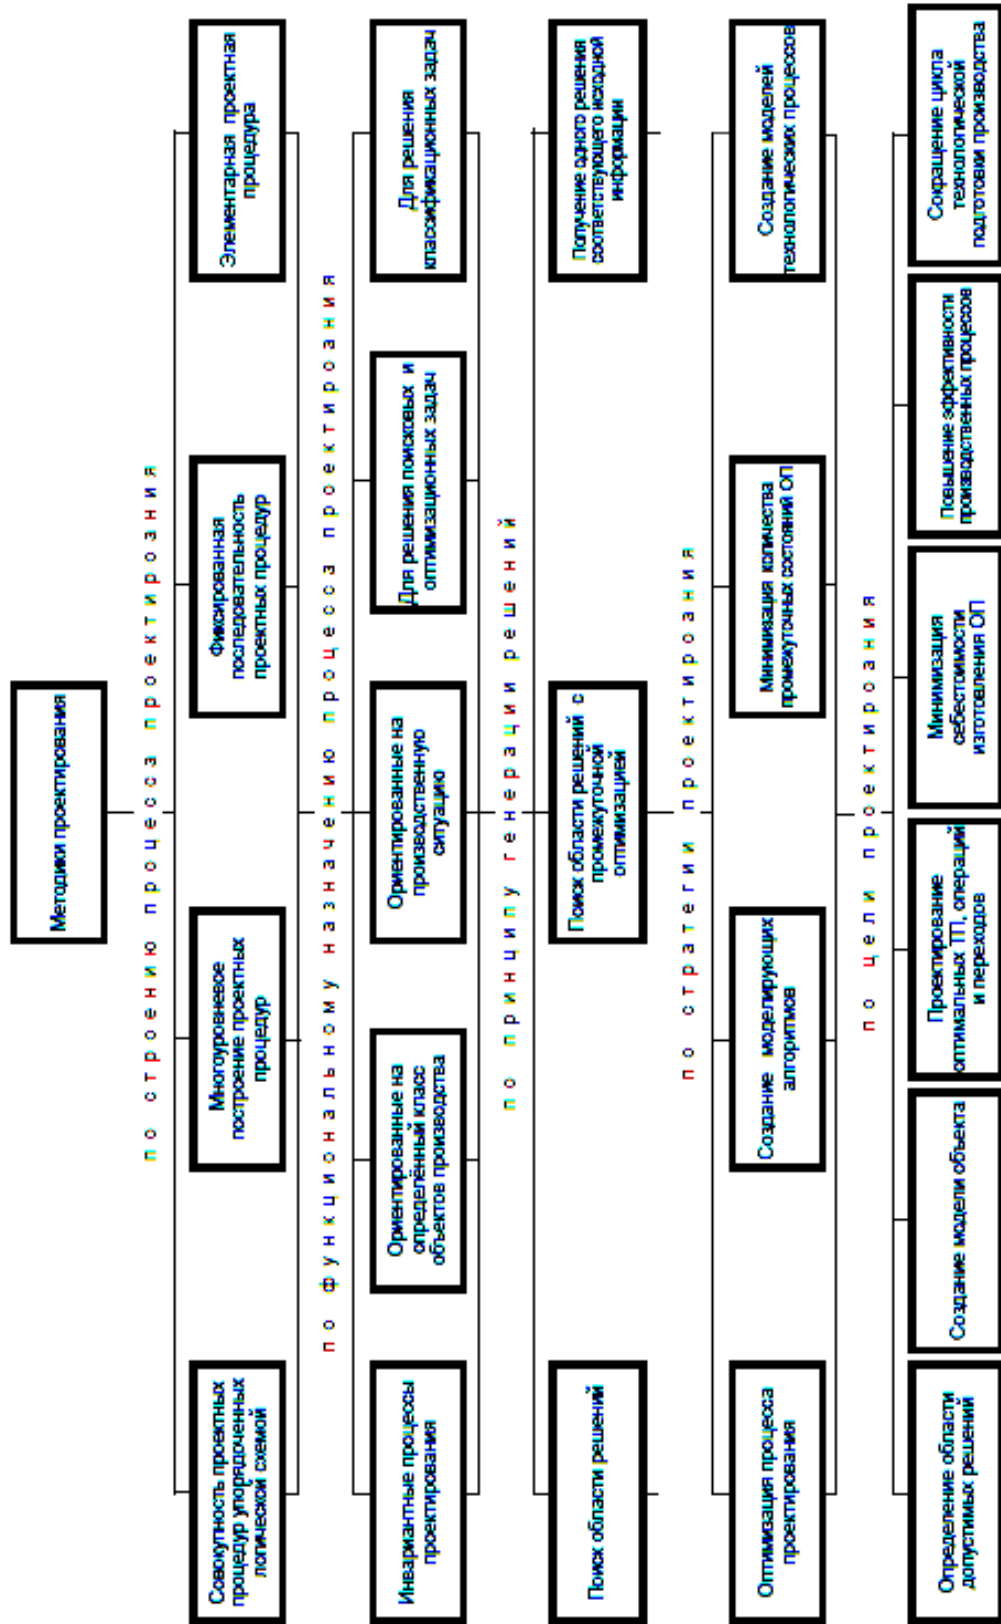 Методики проектирования
по строению процесса проектироания
Совокупность проектных
процедур упорядоченных
логической схемой
Многоуровневое
построение проектных
процедур
Фиксированная
последовательность
проектных процедур
Элементарная проектная
процедура
по функциональному назначению процесса проектироания
Инвариантные процессы
проектирования
Ориентированные на
определённый класс
объектов производства
Ориентированные на
производственную
ситуацию
Для решения поисковых и
оптимизационных задач
Для решения
классификационных задач
по принципу генерации решений
Поиск области решений
Поиск области решений с
промежуточной
оптимизацией
Получение одного решения
соответствующего исходной
информации
по стратегии проектироания
Оптимизация процесса
проектирования
Создание моделирующих
алгоритмов
Минимизация количества
промежуточных состояний ОП
Создание моделей
технологических процессов
по цели проектироания
Определение области
допустимых решений
Создание модели объекта
Проектирование
оптимальных ТП, операций
и переходов
Минимизация
себестоимости
изготовления ОП
Повышение эффективности
производственных процессов
Сокращение цикла
технологической
подготовки производства